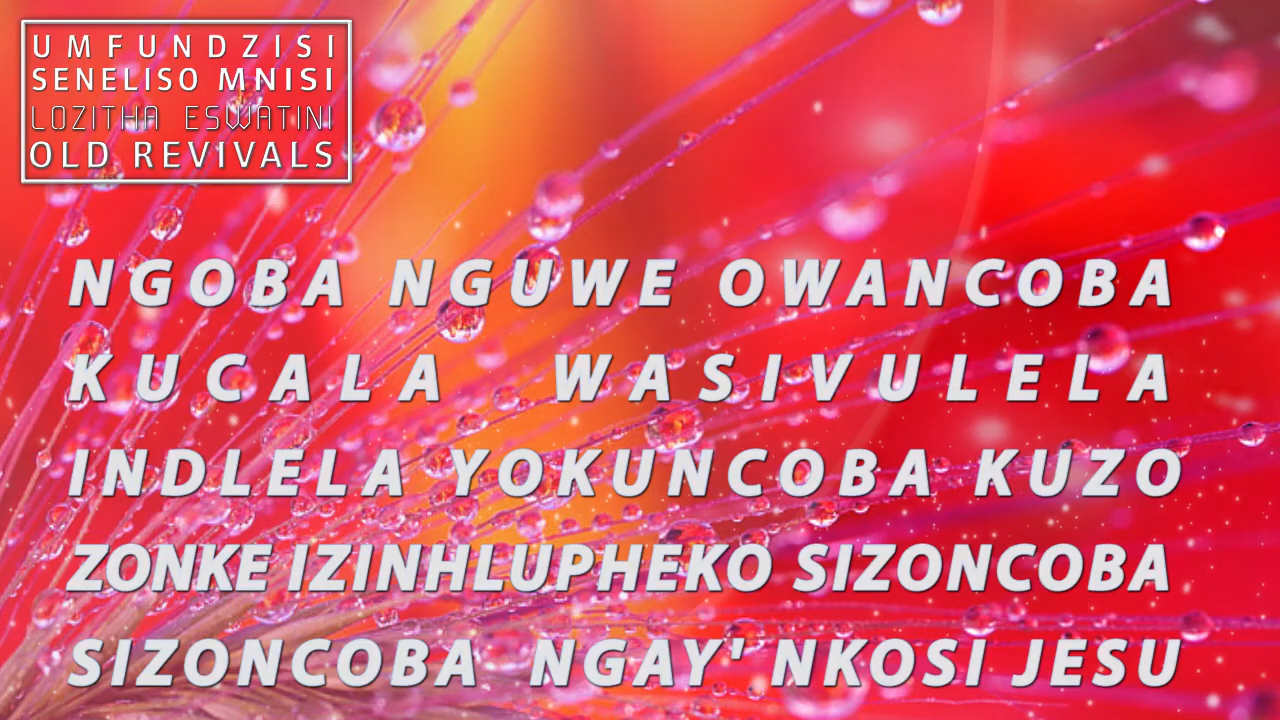 UMFUNDZISI
SENELISO MNISI
LOZITHA ESWATINI
OLD REVIVALS
NGOBA NGUWE OWANCOBA
KUCALA WASIVULELA
INDLELA YOKUNCOBA KUZO
ZONKE IZINHLUPHEKO SIZONCOBA
SIZONCOBA NGAY' NKOSI JESU